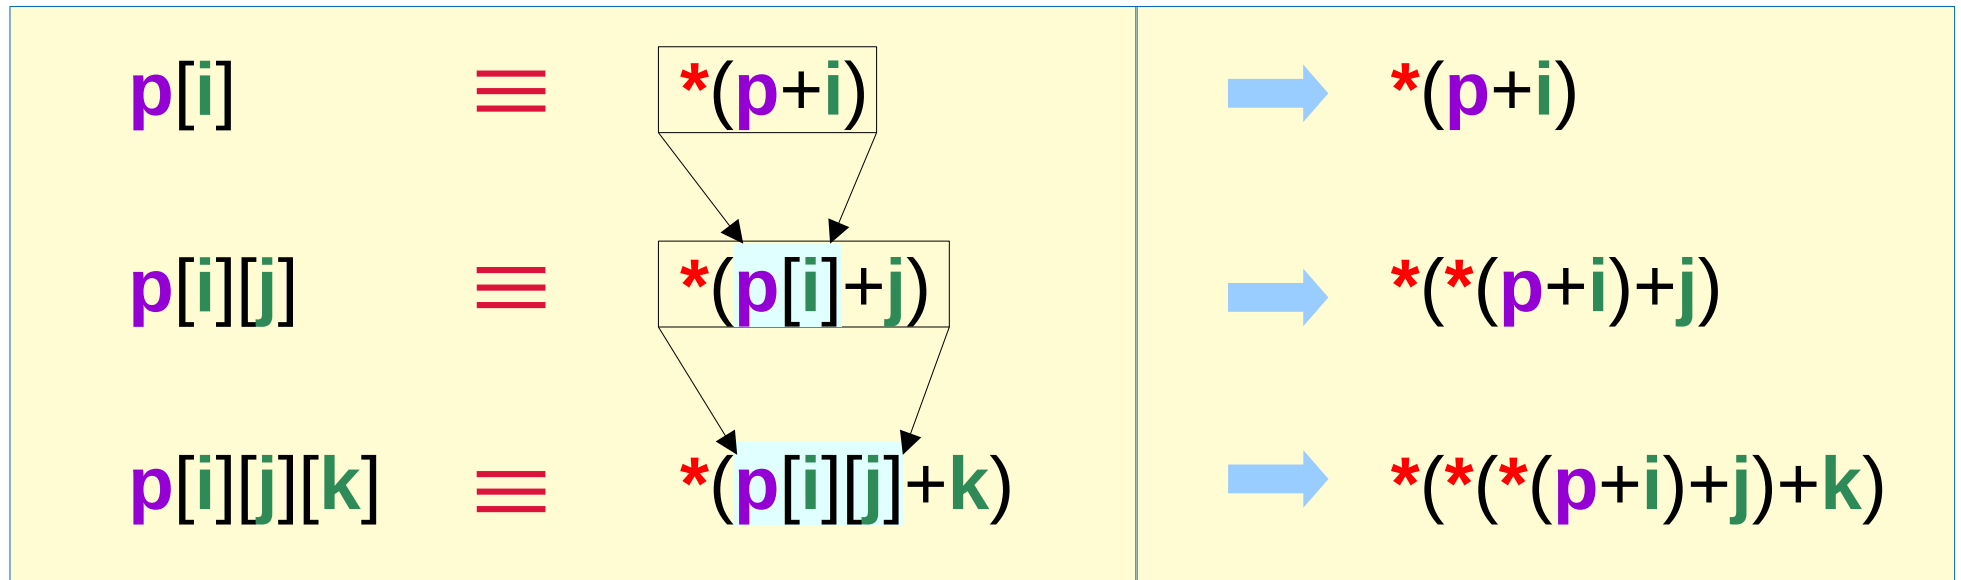 p[i] ≡ *(p+i) *(p+i)
p[i][j] ≡ *(p[i]+j) *(*(p+i)+j)
p[i][j][k] ≡ *(p[i][j]+k) *(*(*(p+i)+j)+k)